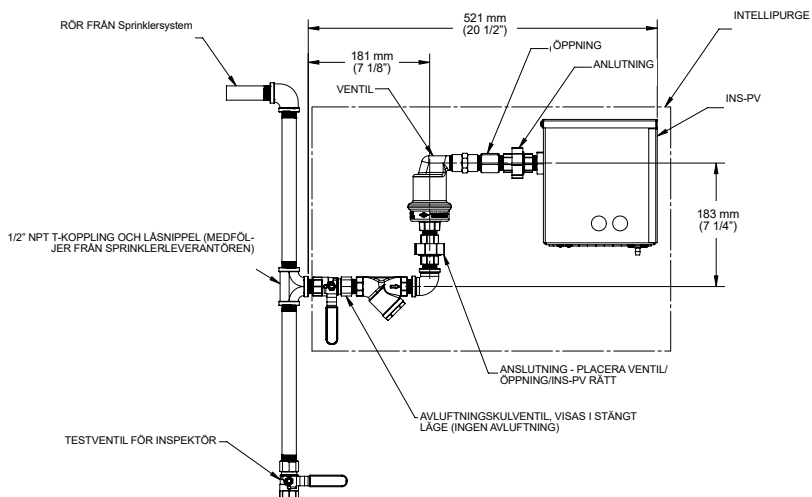 521 mm
(20 1/2")
INTELLIPURGE
RÖR FRÅN Sprinklersystem
181 mm
(7 1/8")
ÖPPNING
ANLUTNING
VENTIL
INS-PV
183 mm
(7 1/4")
1/2" NPT T-KOPPLING OCH LÅSNIPPEL (MEDFÖL-
JER FRÅN SPRINKLERLEVERANTÖREN)
ANSLUTNING - PLACERA VENTIL/
ÖPPNING/INS-PV RÄTT
AVLUFTNINGSKULVENTIL, VISAS I STÄNGT
LÄGE (INGEN AVLUFTNING)
TESTVENTIL FÖR INSPEKTÖR